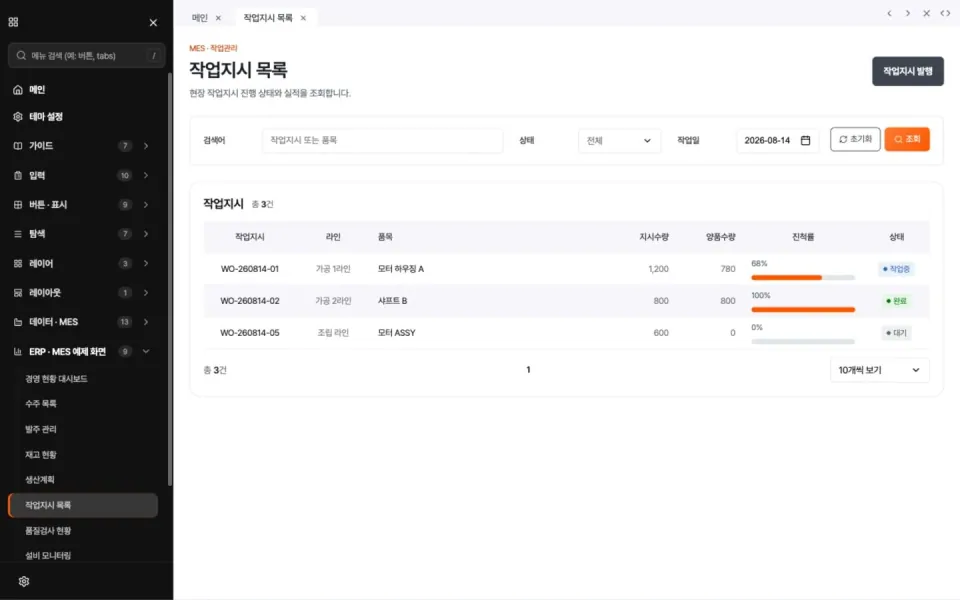 메뉴 검색 (예: 버튼, tabs) /
메인
테마 설정
가이드 7
입력 10
버튼 · 표시 9
탐색 7
레이어 3
레이아웃 1
데이터 · MES 13
ERP · MES 예제 화면 9
경영 현황 대시보드
수주 목록
발주 관리
재고 현황
생산계획
작업지시 목록
품질검사 현황
설비 모니터링
메인 작업지시 목록
MES · 작업관리
작업지시 목록
현장 작업지시 진행 상태와 실적을 조회합니다.
작업지시 발행
검색어 작업지시 또는 품목 상태 전체 작업일 2026-08-14 초기화 조회
작업지시 총 3건
작업지시 라인 품목 지시수량 양품수량 진척률 상태
WO-260814-01 가공 1라인 모터 하우징 A 1,200 780 68% 작업중
WO-260814-02 가공 2라인 샤프트 B 800 800 100% 완료
WO-260814-05 조립 라인 모터 ASSY 600 0 0% 대기
총 3건 1 10개씩 보기